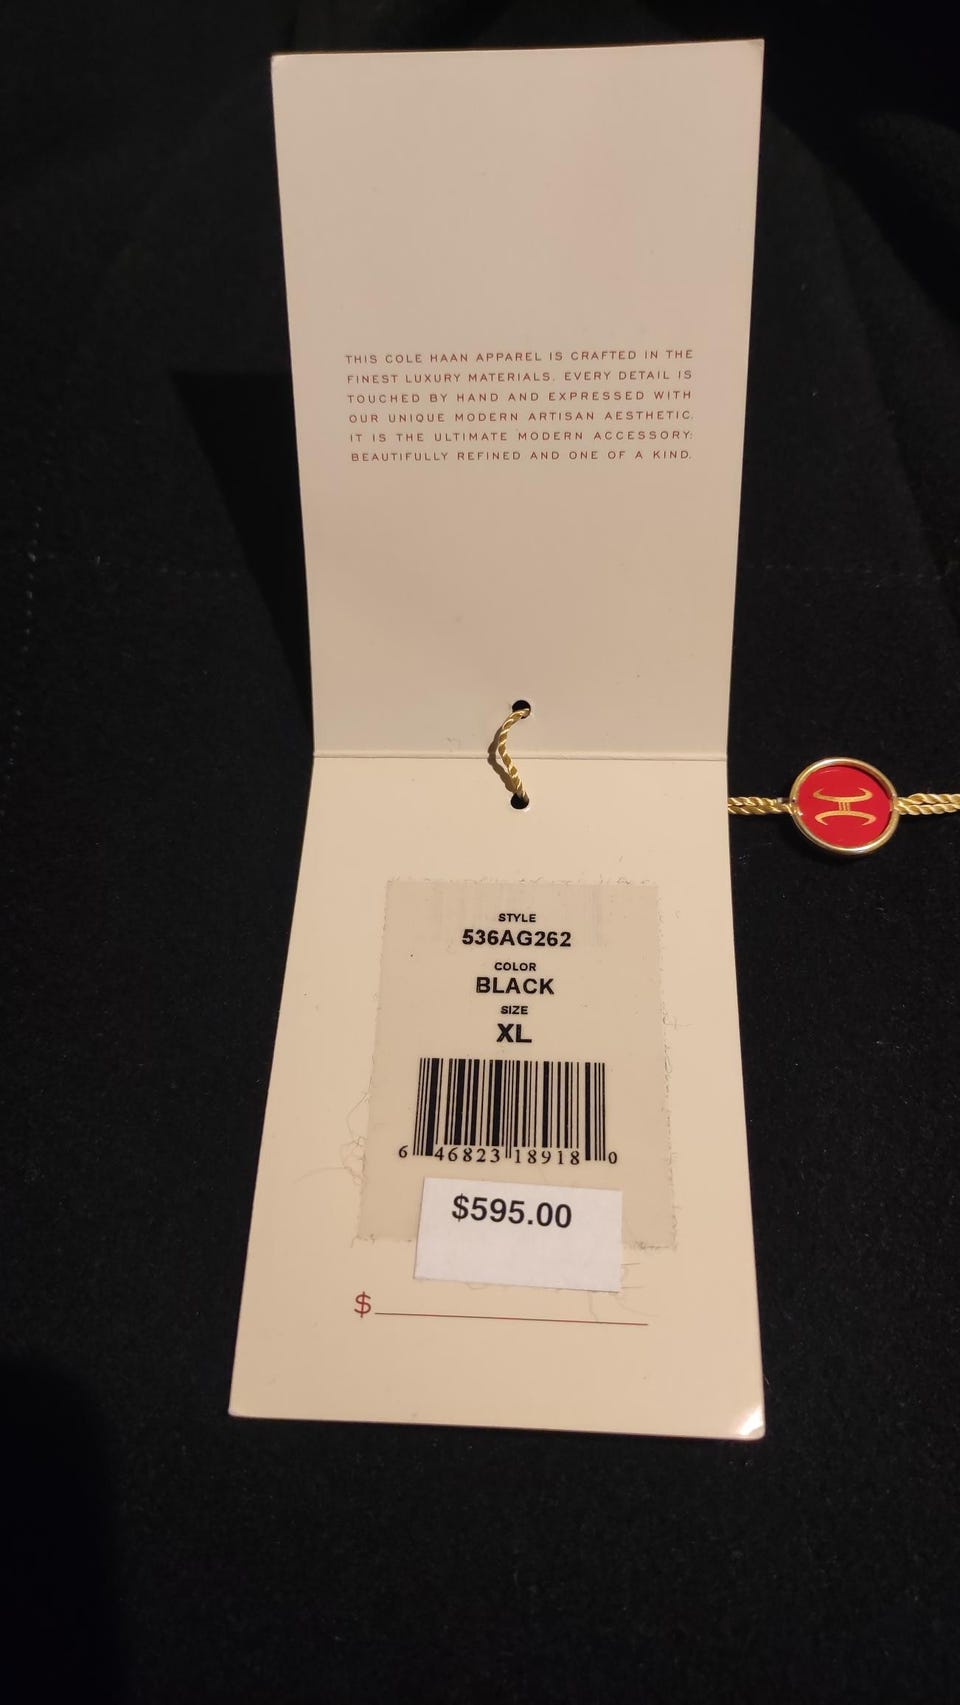 THIS COLE HAAN APPAREL IS CRAFTED IN THE
FINEST LUXURY MATERIALS. EVERY DETAIL IS
TOUCHED BY HAND AND EXPRESSED WITH
OUR UNIQUE MODERN ARTISAN AESTHETIC.
IT IS THE ULTIMATE MODERN ACCESSORY:
BEAUTIFULLY REFINED AND ONE OF A KIND.
STYLE
536AG262
COLOR
BLACK
SIZE
XL
6 46823 18918 0
$595.00
$